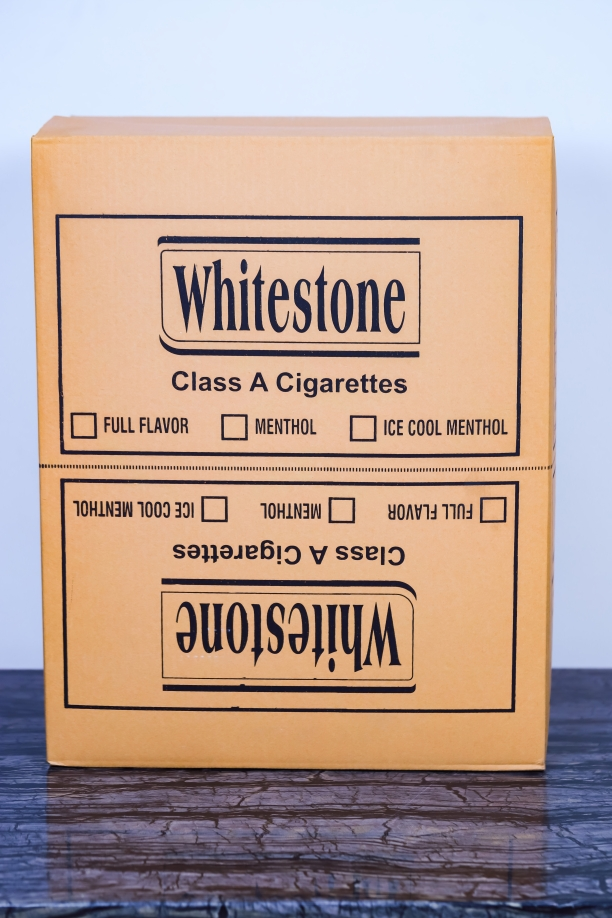 Whitestone
Class A Cigarettes
FULL FLAVOR MENTHOL ICE COOL MENTHOL
FULL FLAVOR MENTHOL ICE COOL MENTHOL
Class A Cigarettes
Whitestone